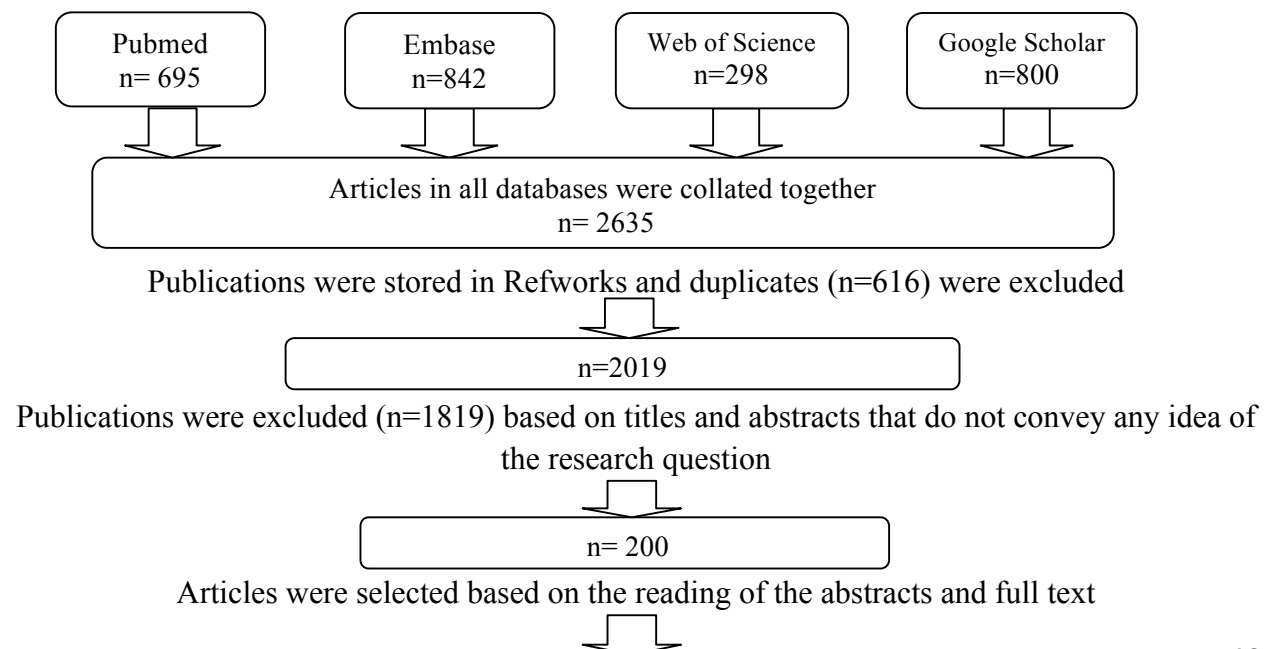 Pubmed
n= 695
Embase
n=842
Web of Science
n=298
Google Scholar
n=800
Articles in all databases were collated together
n= 2635
Publications were stored in Refworks and duplicates (n=616) were excluded
n=2019
Publications were excluded (n=1819) based on titles and abstracts that do not convey any idea of
the research question
n= 200
Articles were selected based on the reading of the abstracts and full text